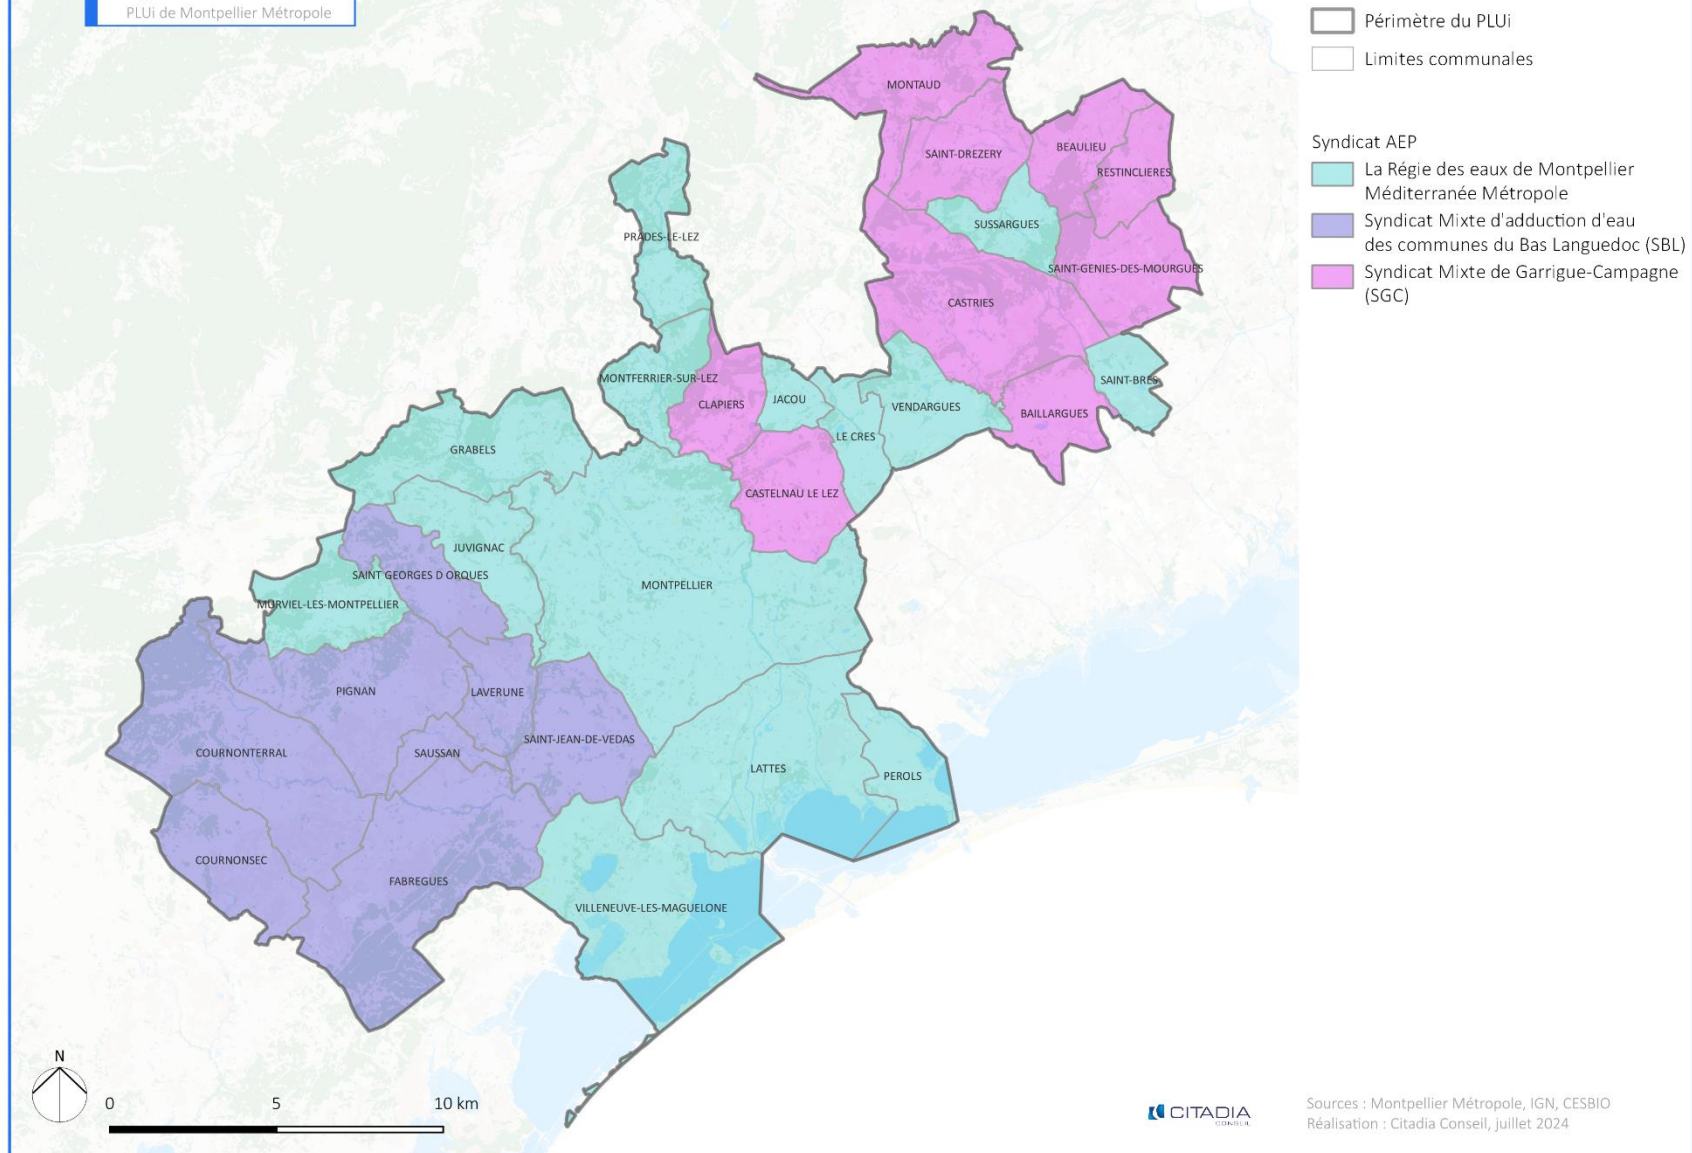 PLUi de Montpellier Métropole
Périmètre du PLUi
Limites communales
Syndicat AEP
La Régie des eaux de Montpellier
Méditerranée Métropole
Syndicat Mixte d'adduction d'eau
des communes du Bas Languedoc (SBL)
Syndicat Mixte de Garrigue-Campagne
(SGC)
MONTAUD
SAINT-DREZERY
BEAULIEU
RESTINCLIERES
SUSSARGUES
PRADES-LE-LEZ
SAINT-GENIES-DES-MOURGUES
CASTRIES
MONTFERRIER-SUR-LEZ
SAINT-BRES
CLAPIERS
JACOU
VENDARGUES
BAILLARGUES
LE CRES
GRABELS
CASTELNAU LE LEZ
JUVIGNAC
SAINT GEORGES D ORQUES
MONTPELLIER
MURVIEL-LES-MONTPELLIER
PIGNAN
LAVERUNE
SAINT-JEAN-DE-VEDAS
COURNONTERRAL
SAUSSAN
LATTES
PEROLS
COURNONSEC
FABREGUES
VILLENEUVE-LES-MAGUELONE
N
0 5 10 km
CITADIA
CONSEIL
Sources : Montpellier Métropole, IGN, CESBIO
Réalisation : Citadia Conseil, juillet 2024